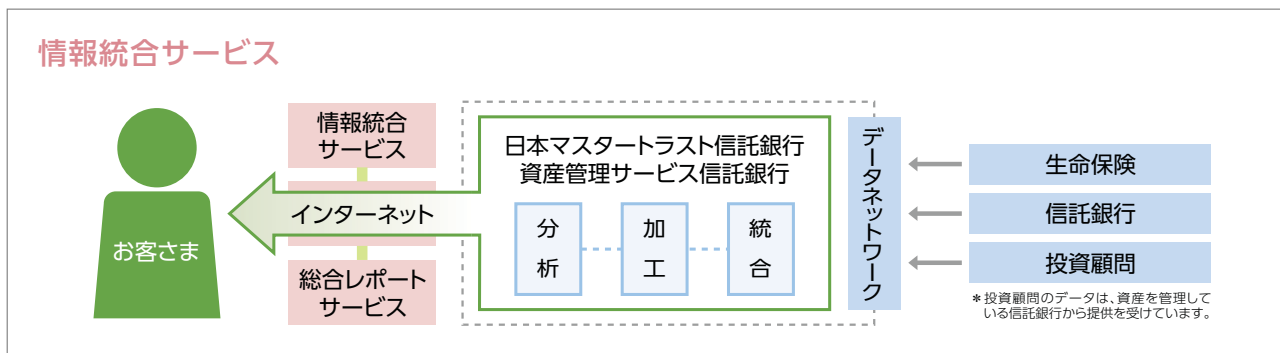 情報統合サービス
お客さま
情報統合
サービス
インターネット
総合レポート
サービス
日本マスタートラスト信託銀行
資産管理サービス信託銀行
分析
加工
統合
データネットワーク
生命保険
信託銀行
投資顧問
＊投資顧問のデータは、資産を管理して
いる信託銀行から提供を受けています。